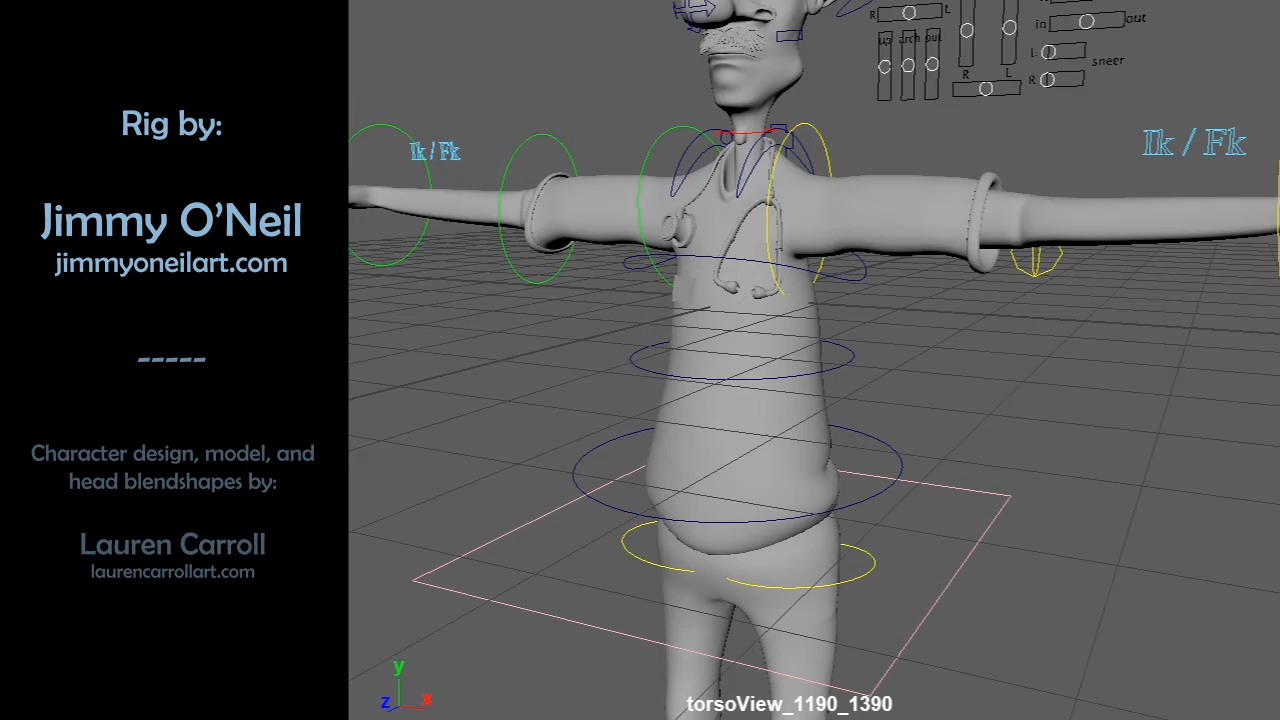 Rig by:
Jimmy O'Neil
jimmyoneilart.com
-----
Character design, model, and
head blendshapes by:
Lauren Carroll
laurencarrollart.com
R L
up arch out
R L
in out
L
sneer
R
Ik / Fk
Ik / Fk
y
z x
torsoView_1190_1390